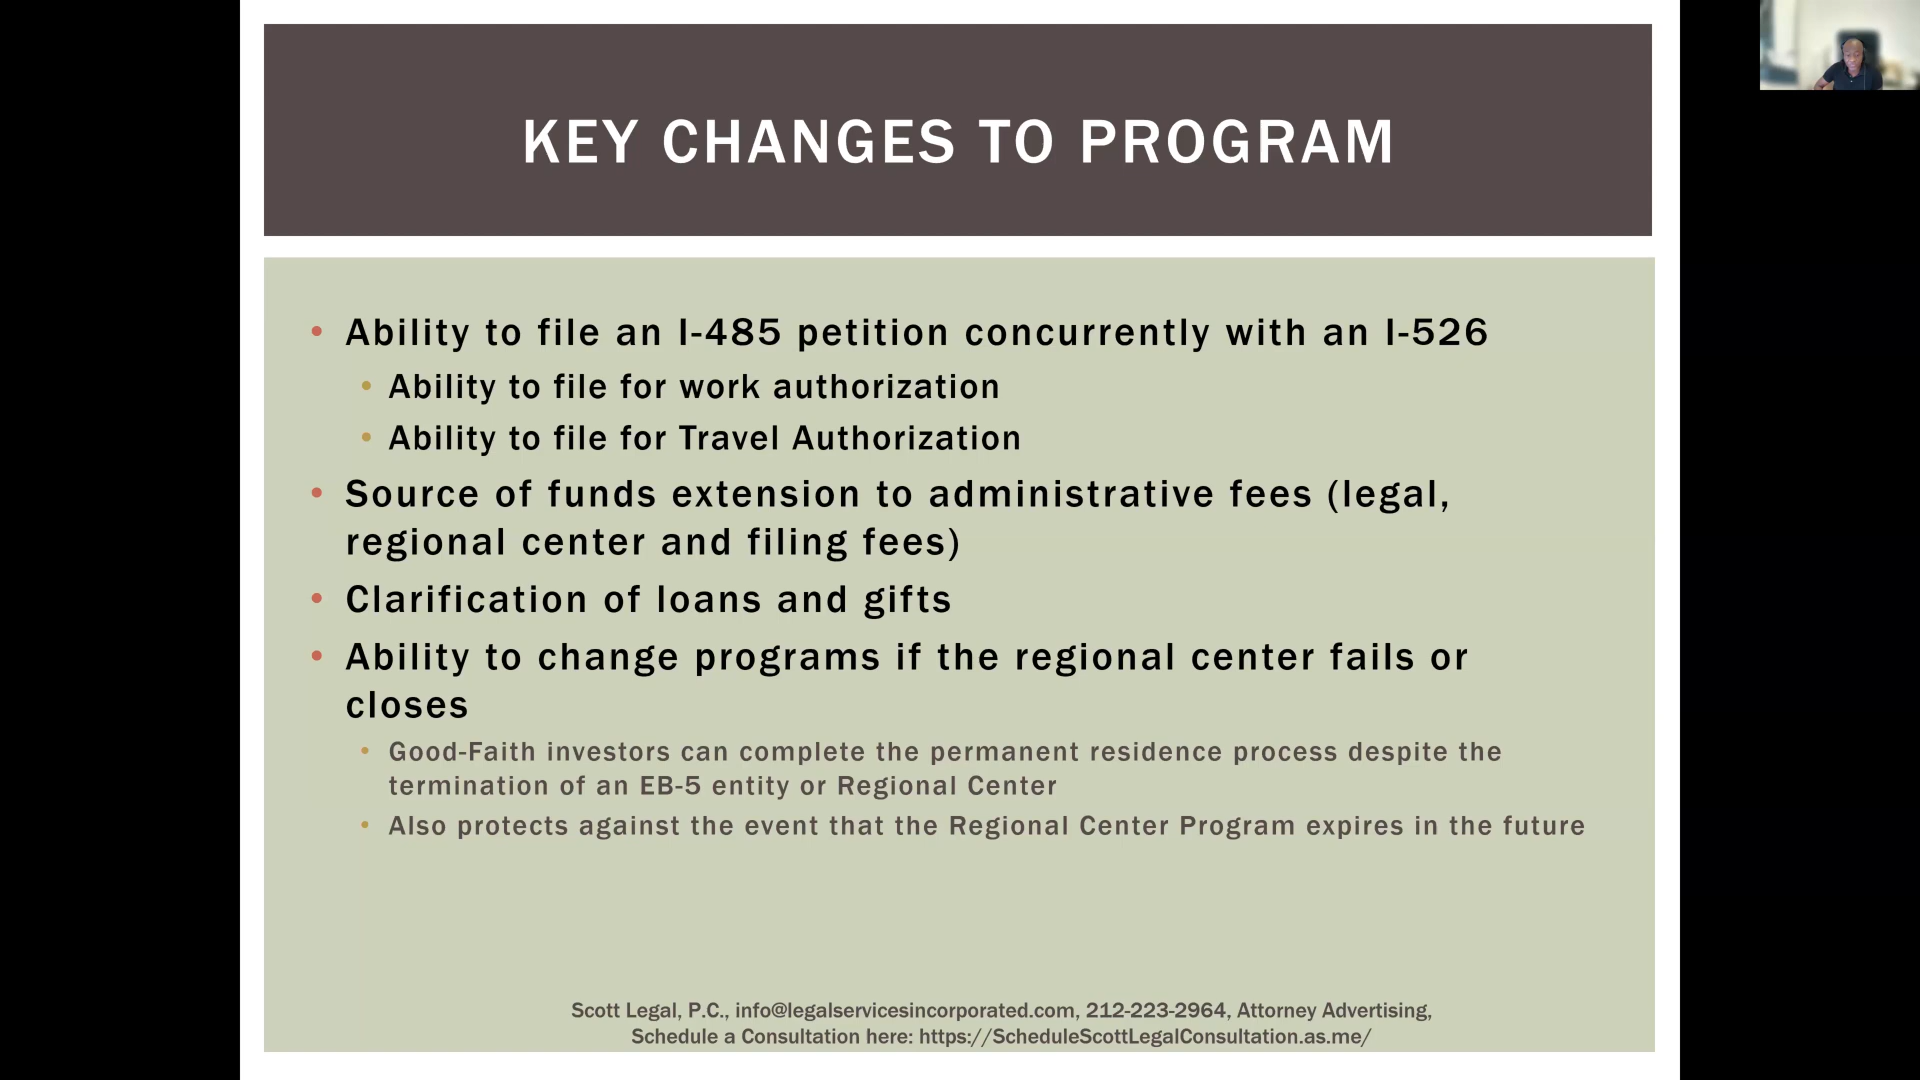 KEY CHANGES TO PROGRAM
• Ability to file an I-485 petition concurrently with an I-526
• Ability to file for work authorization
• Ability to file for Travel Authorization
• Source of funds extension to administrative fees (legal,
regional center and filing fees)
• Clarification of loans and gifts
• Ability to change programs if the regional center fails or
closes
• Good-Faith investors can complete the permanent residence process despite the
termination of an EB-5 entity or Regional Center
• Also protects against the event that the Regional Center Program expires in the future
Scott Legal, P.C., info@legalservicesincorporated.com, 212-223-2964, Attorney Advertising,
Schedule a Consultation here: https://ScheduleScottLegalConsultation.as.me/